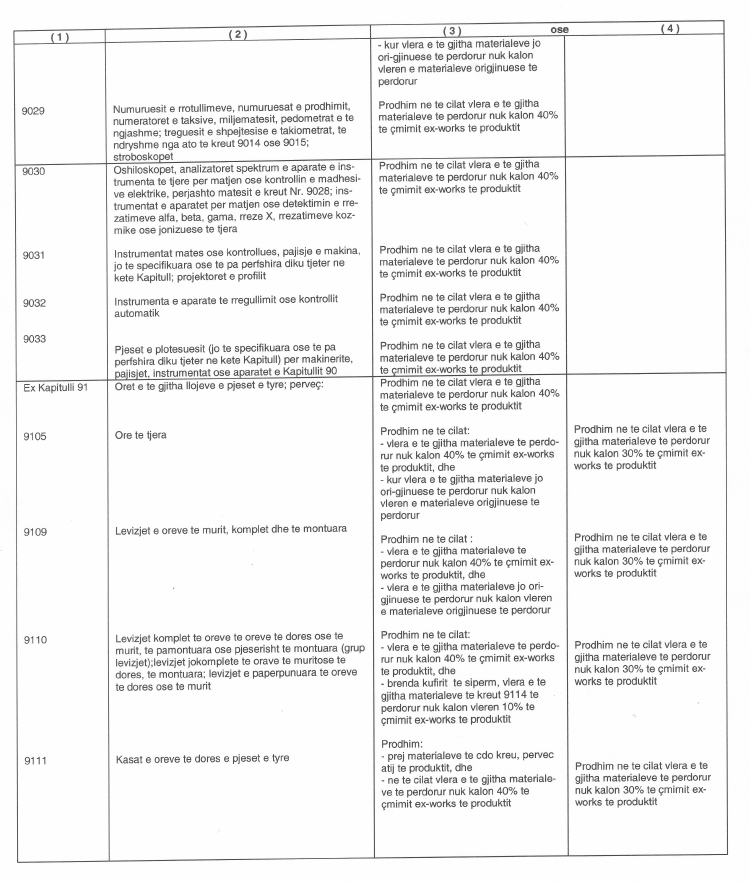 (1) (2) (3) ose (4)
- kur vlera e te gjitha materialeve jo
ori-gjinuese te perdorur nuk kalon
vleren e materialeve origjinuese te
perdorur
9029
Numuruesit e rrotullimeve, numuruesat e prodhimit,
numeratoret e taksive, miljematesit, pedometrat e te
ngjashme; treguesit e shpejtesise e takiometrat, te
ndryshme nga ato te kreut 9014 ose 9015;
stroboskopet
Prodhim ne te cilat vlera e te gjitha
materialeve te perdorur nuk kalon 40%
te çmimit ex-works te produktit
9030
Oshiloskopet, analizatoret spektrum e aparate e ins-
trumenta te tjere per matjen ose kontrollin e madhesi-
ve elektrike, perjashto matesit e kreut Nr. 9028; ins-
trumentat e aparatet per matjen ose detektimin e rre-
zatimeve alfa, beta, gama, rreze X, rrezatimeve koz-
mike ose jonizuese te tjera
Prodhim ne te cilat vlera e te gjitha
materialeve te perdorur nuk kalon 40%
te çmimit ex-works te produktit
9031
Instrumentat mates ose kontrollues, pajisje e makina,
jo te specifikuara ose te pa perfshira diku tjeter ne
kete Kapitull; projektoret e profilit
Prodhim ne te cilat vlera e te gjitha
materialeve te perdorur nuk kalon 40%
te çmimit ex-works te produktit
9032
Instrumenta e aparate te rregullimit ose kontrollit
automatik
Prodhim ne te cilat vlera e te gjitha
materialeve te perdorur nuk kalon 40%
te çmimit ex-works te produktit
9033
Pjeset e plotesuesit (jo te specifikuara ose te pa
perfshira diku tjeter ne kete Kapitull) per makinerite,
pajisjet, instrumentat ose aparatet e Kapitullit 90
Prodhim ne te cilat vlera e te gjitha
materialeve te perdorur nuk kalon 40%
te çmimit ex-works te produktit
Ex Kapitulli 91
Oret e te gjitha llojeve e pjeset e tyre; perveç:
Prodhim ne te cilat vlera e te gjitha
materialeve te perdorur nuk kalon 40%
te çmimit ex-works te produktit
9105
Ore te tjera
Prodhim ne te cilat:
- vlera e te gjitha materialeve te perdo-
rur nuk kalon 40% te çmimit ex-works
te produktit, dhe
- kur vlera e te gjitha materialeve jo
ori-gjinuese te perdorur nuk kalon
vleren e materialeve origjinuese te
perdorur
Prodhim ne te cilat vlera e te
gjitha materialeve te perdorur
nuk kalon 30% te çmimit ex-
works te produktit
9109
Levizjet e oreve te murit, komplet dhe te montuara
Prodhim ne te cilat :
- vlera e te gjitha materialeve te
perdorur nuk kalon 40% te çmimit ex-
works te produktit, dhe
- vlera e te gjitha materialeve jo ori-
gjinuese te perdorur nuk kalon vleren
e materialeve origjinuese te perdorur
Prodhim ne te cilat vlera e te
gjitha materialeve te perdorur
nuk kalon 30% te çmimit ex-
works te produktit
9110
Levizjet komplet te oreve te oreve te dores ose te
murit, te pamontuara ose pjeserisht te montuara (grup
levizjet);levizjet jokomplete te orave te muritose te
dores, te montuara; levizjet e paperpunuara te oreve
te dores ose te murit
Prodhim ne te cilat:
- vlera e te gjitha materialeve te perdo-
rur nuk kalon 40% te çmimit ex-works
te produktit, dhe
- brenda kufirit te siperm, vlera e te
gjitha materialeve te kreut 9114 te
perdorur nuk kalon vleren 10% te
çmimit ex-works te produktit
Prodhim ne te cilat vlera e te
gjitha materialeve te perdorur
nuk kalon 30% te çmimit ex-
works te produktit
9111
Kasat e oreve te dores e pjeset e tyre
Prodhim:
- prej materialeve te cdo kreu, pervec
atij te produktit, dhe
- ne te cilat vlera e te gjitha materiale-
ve te perdorur nuk kalon 40% te
çmimit ex-works te produktit
Prodhim ne te cilat vlera e te
gjitha materialeve te perdorur
nuk kalon 30% te çmimit ex-
works te produktit